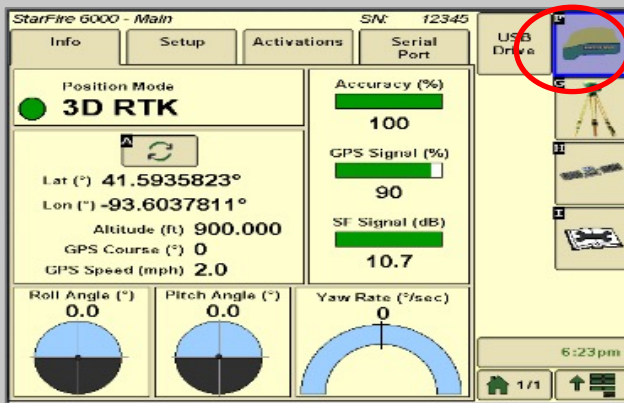 StarFire 6000 - Main SN: 12345
Info Setup Activations Serial Port
USB Drive
F
Position Mode
3D RTK
A
Lat (°) 41.5935823°
Lon (°) -93.6037811°
Altitude (ft) 900.000
GPS Course (°) 0
GPS Speed (mph) 2.0
Accuracy (%)
100
GPS Signal (%)
90
SF Signal (dB)
10.7
G
H
I
Roll Angle (°)
0.0
Pitch Angle (°)
0.0
Yaw Rate (°/sec)
0
6:23pm
1/1